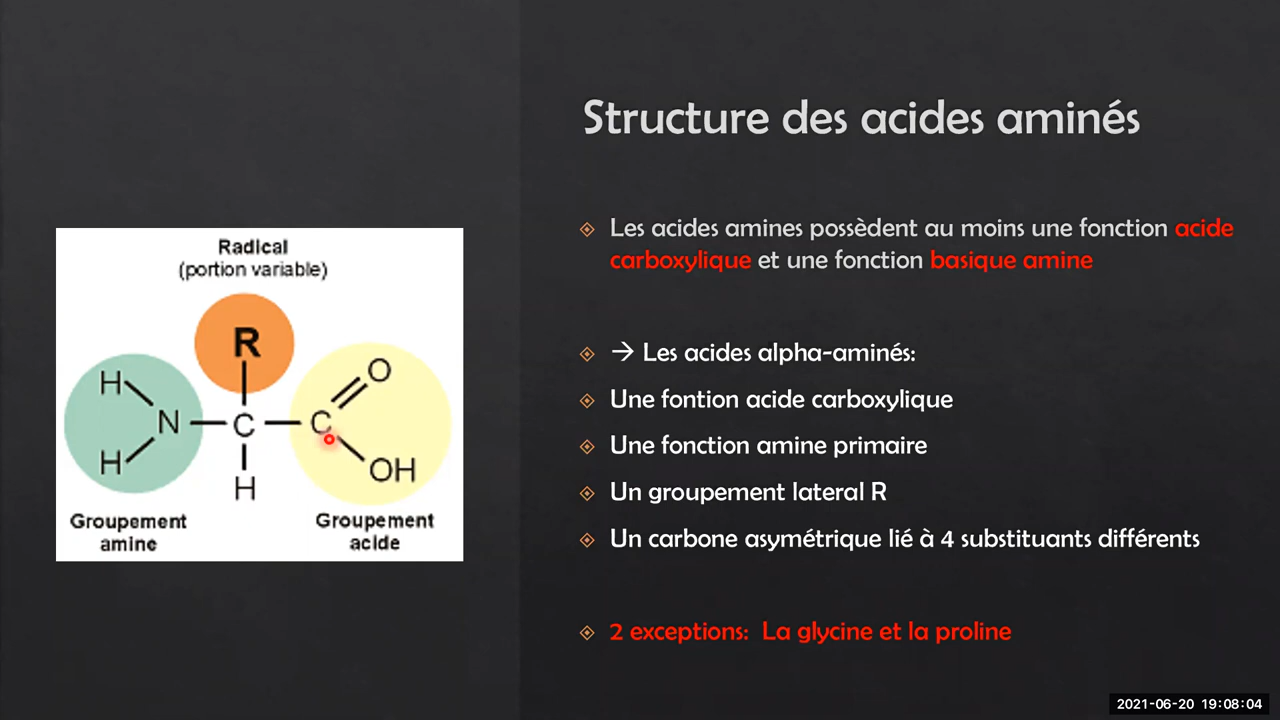 Structure des acides aminés
Les acides amines possèdent au moins une fonction acide
carboxylique et une fonction basique amine
→ Les acides alpha-aminés:
Une fontion acide carboxylique
Une fonction amine primaire
Un groupement lateral R
Un carbone asymétrique lié à 4 substituants différents
2 exceptions: La glycine et la proline
Radical
(portion variable)
R
H
O
N
C
C
H
H
OH
Groupement
amine
Groupement
acide
2021-06-20 19:08:04